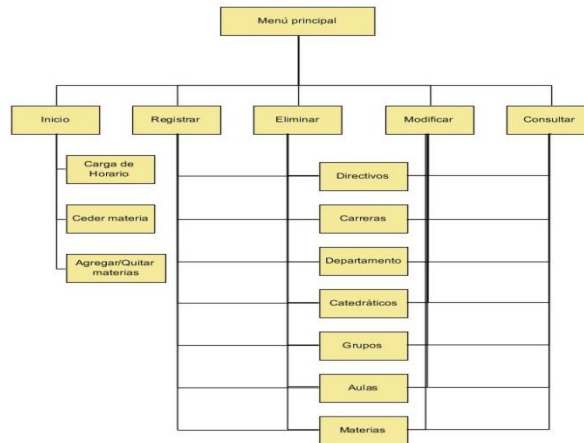 Menú principal
Inicio
Registrar
Eliminar
Modificar
Consultar
Carga de
Horario
Ceder materia
Agregar/Quitar
materias
Directivos
Carreras
Departamento
Catedráticos
Grupos
Aulas
Materias